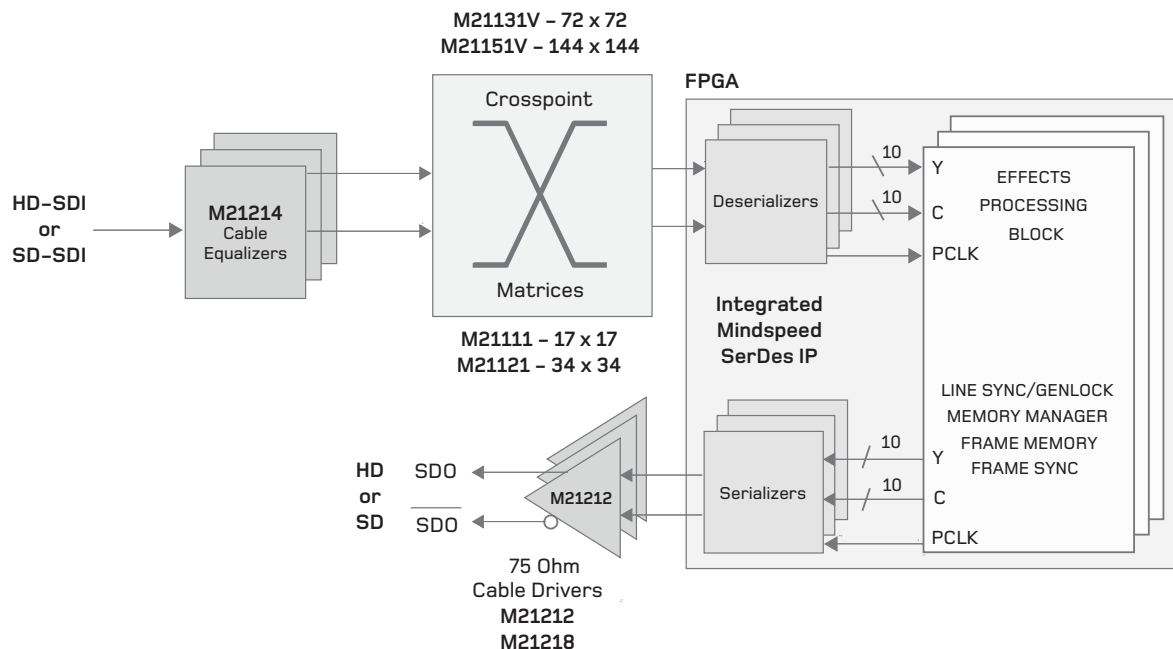 M21131V – 72 x 72
M21151V – 144 x 144
FPGA
Crosspoint
Matrices
HD-SDI
or
SD-SDI
M21214
Cable
Equalizers
M21111 – 17 x 17
M21121 – 34 x 34
Deserializers
10
10
Y
C
PCLK
EFFECTS
PROCESSING
BLOCK
Integrated
Mindspeed
SerDes IP
LINE SYNC/GENLOCK
MEMORY MANAGER
FRAME MEMORY
FRAME SYNC
Y
C
PCLK
10
10
Serializers
M21212
HD
or
SD
SDO
SDO
75 Ohm
Cable Drivers
M21212
M21218